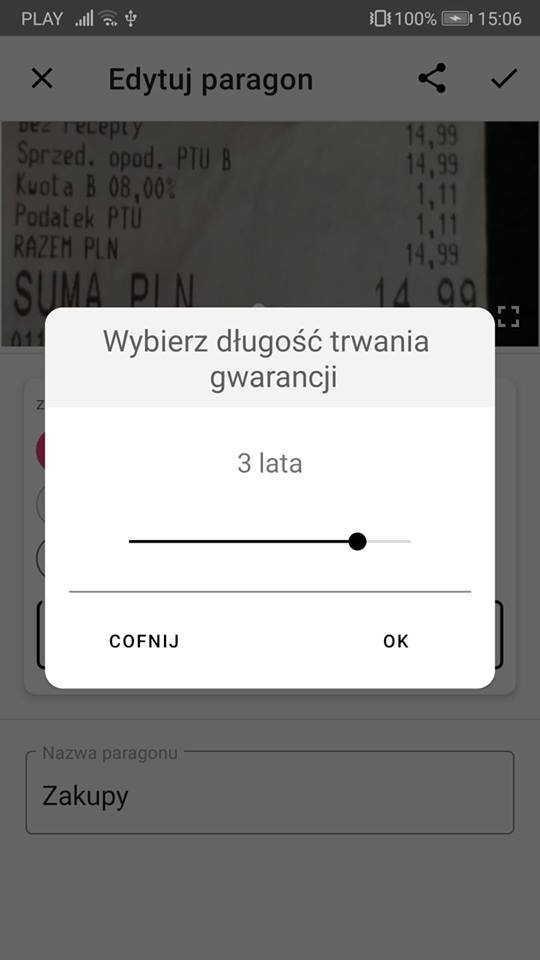 PLAY 100% 15:06
Edytuj paragon
Bez recepty 14,99
Sprzed. opod. PTU B 14,99
Kwota B 08,00% 1,11
Podatek PTU 1,11
RAZEM PLN 14,99
SUMA PLN 14,99
Wybierz długość trwania
gwarancji
3 lata
COFNIJ OK
Nazwa paragonu
Zakupy